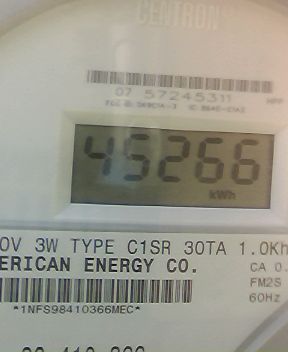 CENTRON
07 57245311
45266
kWh
0V 3W TYPE C1SR 30TA 1.0Kh
ERICAN ENERGY CO.
CA 0.
FM2S
60Hz
*1NFS98410366MEC*